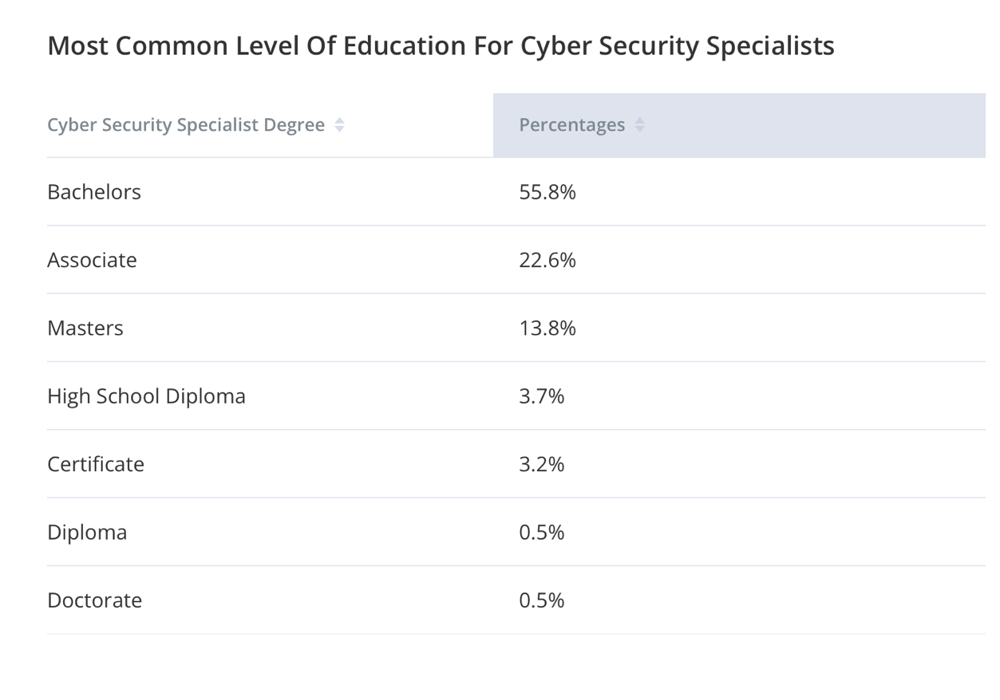 Most Common Level Of Education For Cyber Security Specialists
Cyber Security Specialist Degree Percentages
Bachelors 55.8%
Associate 22.6%
Masters 13.8%
High School Diploma 3.7%
Certificate 3.2%
Diploma 0.5%
Doctorate 0.5%